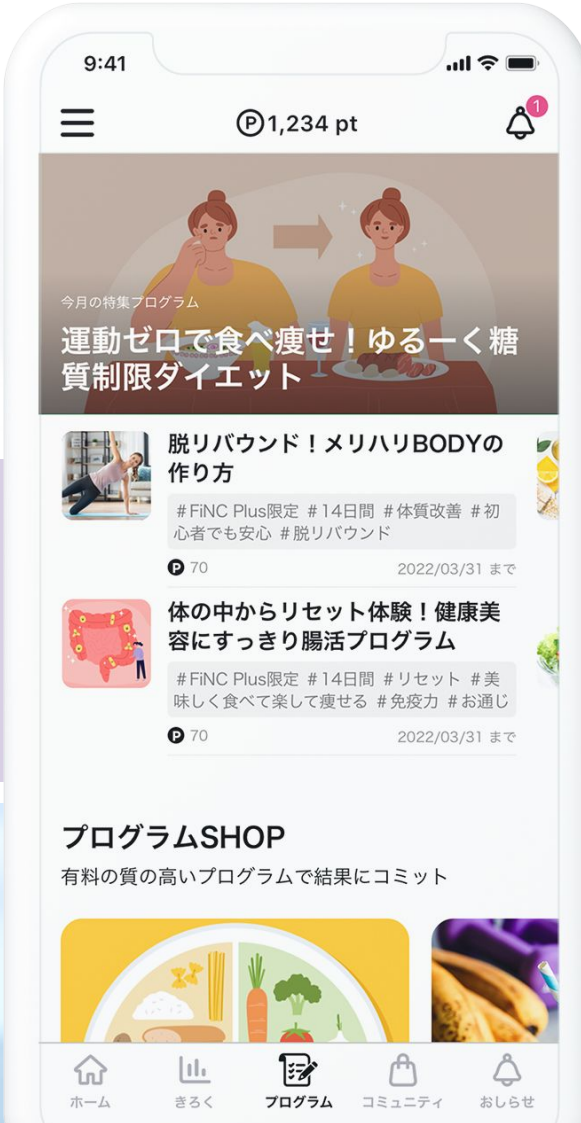 9:41
Ⓟ1,234 pt
1
今月の特集プログラム
運動ゼロで食べ痩せ！ゆるーく糖
質制限ダイエット
脱リバウンド！メリハリBODYの
作り方
#FiNC Plus限定 #14日間 #体質改善 #初
心者でも安心 #脱リバウンド
P 70
2022/03/31 まで
体の中からリセット体験！健康美
容にすっきり腸活プログラム
#FiNC Plus限定 #14日間 #リセット #美
味しく食べて楽して痩せる #免疫力 #お通じ
P 70
2022/03/31 まで
プログラムSHOP
有料の質の高いプログラムで結果にコミット
ホーム
きろく
プログラム
コミュニティ
おしらせ